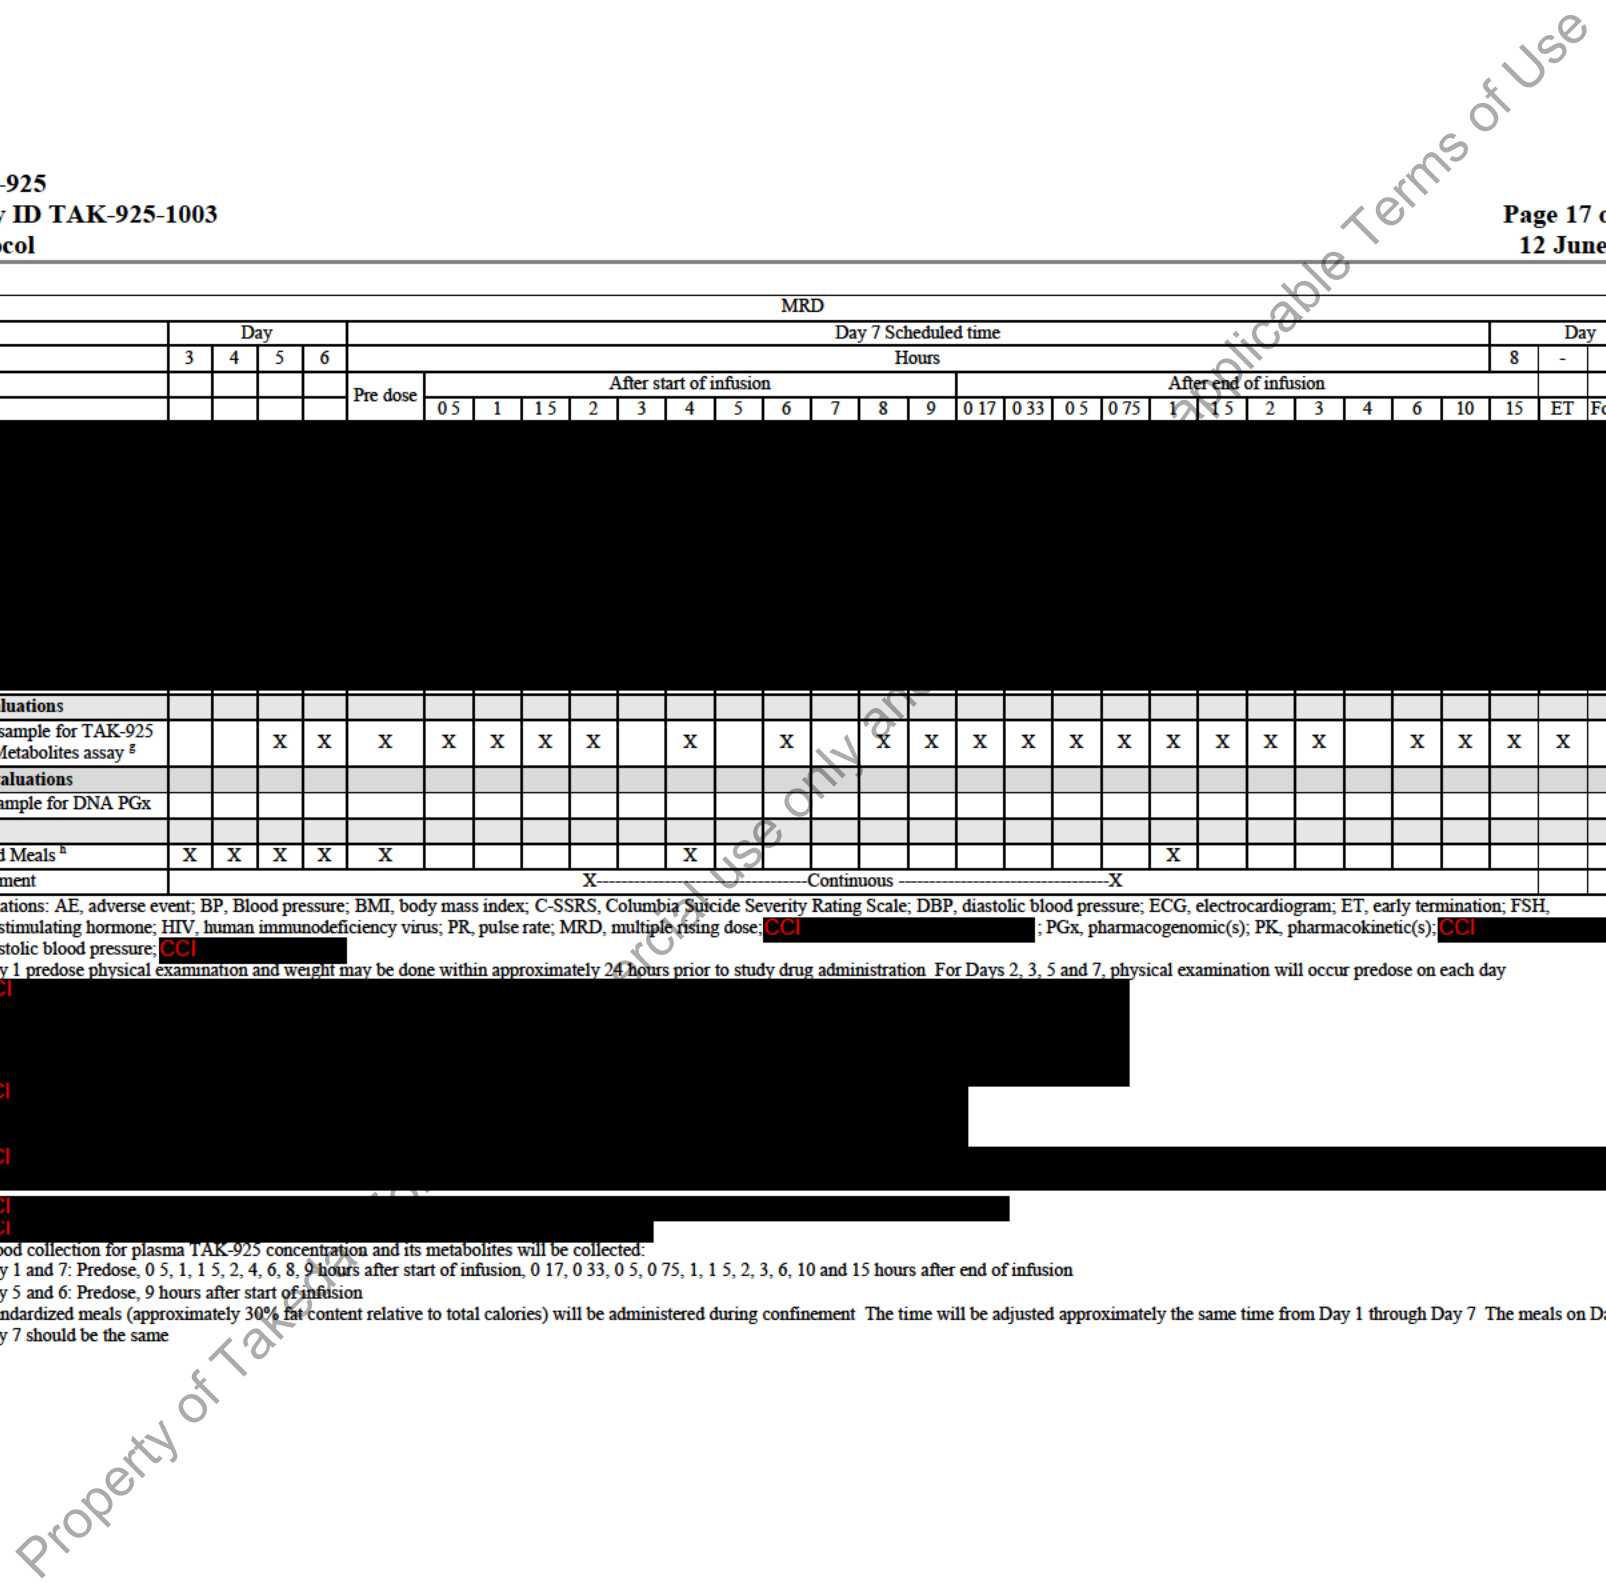 -925
ID TAK-925-1003
Page 17
12 June
MRD
Day Day 7 Scheduled time Day
3 4 5 6 Hours 8 -
Pre dose After start of infusion After end of infusion
0 5 1 1 5 2 3 4 5 6 7 8 9 0 17 0 33 0 5 0 75 1 1 5 2 3 4 6 10 15 ET
luations
sample for TAK-925
Metabolites assay g X X X X X X X X X X X X X X X X X X X X X X X X
aluations
ample for DNA PGx
d Meals h X X X X X X X
ment X-----------------------------------Continuous -----------------------------------X
ations: AE, adverse event; BP, Blood pressure; BMI, body mass index; C-SSRS, Columbia Suicide Severity Rating Scale; DBP, diastolic blood pressure; ECG, electrocardiogram; ET, early termination; FSH,
stimulating hormone; HIV, human immunodeficiency virus; PR, pulse rate; MRD, multiple rising dose; CCI ; PGx, pharmacogenomic(s); PK, pharmacokinetic(s); CCI
stolic blood pressure; CCI
y 1 predose physical examination and weight may be done within approximately 24 hours prior to study drug administration For Days 2, 3, 5 and 7, physical examination will occur predose on each day
CI
CI
CI
CI
CI
ood collection for plasma TAK-925 concentration and its metabolites will be collected:
y 1 and 7: Predose, 0 5, 1, 1 5, 2, 4, 6, 8, 9 hours after start of infusion, 0 17, 0 33, 0 5, 0 75, 1, 1 5, 2, 3, 6, 10 and 15 hours after end of infusion
y 5 and 6: Predose, 9 hours after start of infusion
ndardized meals (approximately 30% fat content relative to total calories) will be administered during confinement The time will be adjusted approximately the same time from Day 1 through Day 7 The meals on Da
y 7 should be the same
Property of Takeda
rcial use only an
applicable Terms of Use